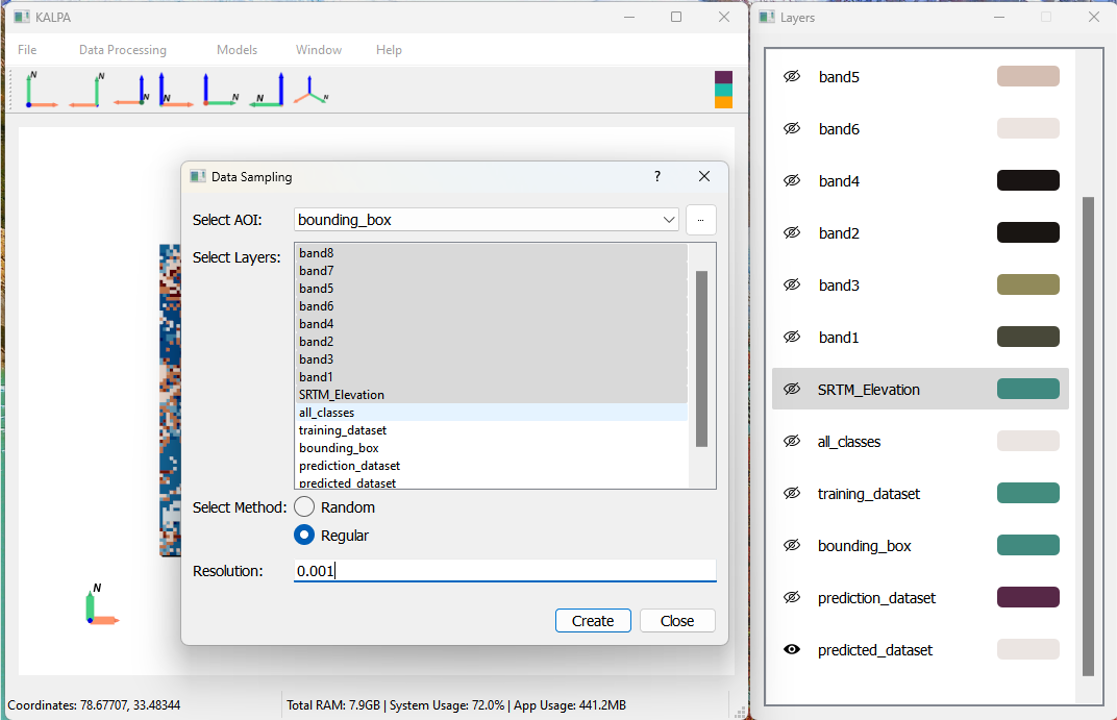 KALPA
File Data Processing Models Window Help
N N N N N N N
Data Sampling ?
Select AOI: bounding_box ...
Select Layers:
band8
band7
band5
band6
band4
band2
band3
band1
SRTM_Elevation
all_classes
training_dataset
bounding_box
prediction_dataset
predicted_dataset
Select Method: Random
Regular
Resolution: 0.001
Create Close
N
Coordinates: 78.67707, 33.48344 Total RAM: 7.9GB | System Usage: 72.0% | App Usage: 441.2MB
Layers
band5
band6
band4
band2
band3
band1
SRTM_Elevation
all_classes
training_dataset
bounding_box
prediction_dataset
predicted_dataset